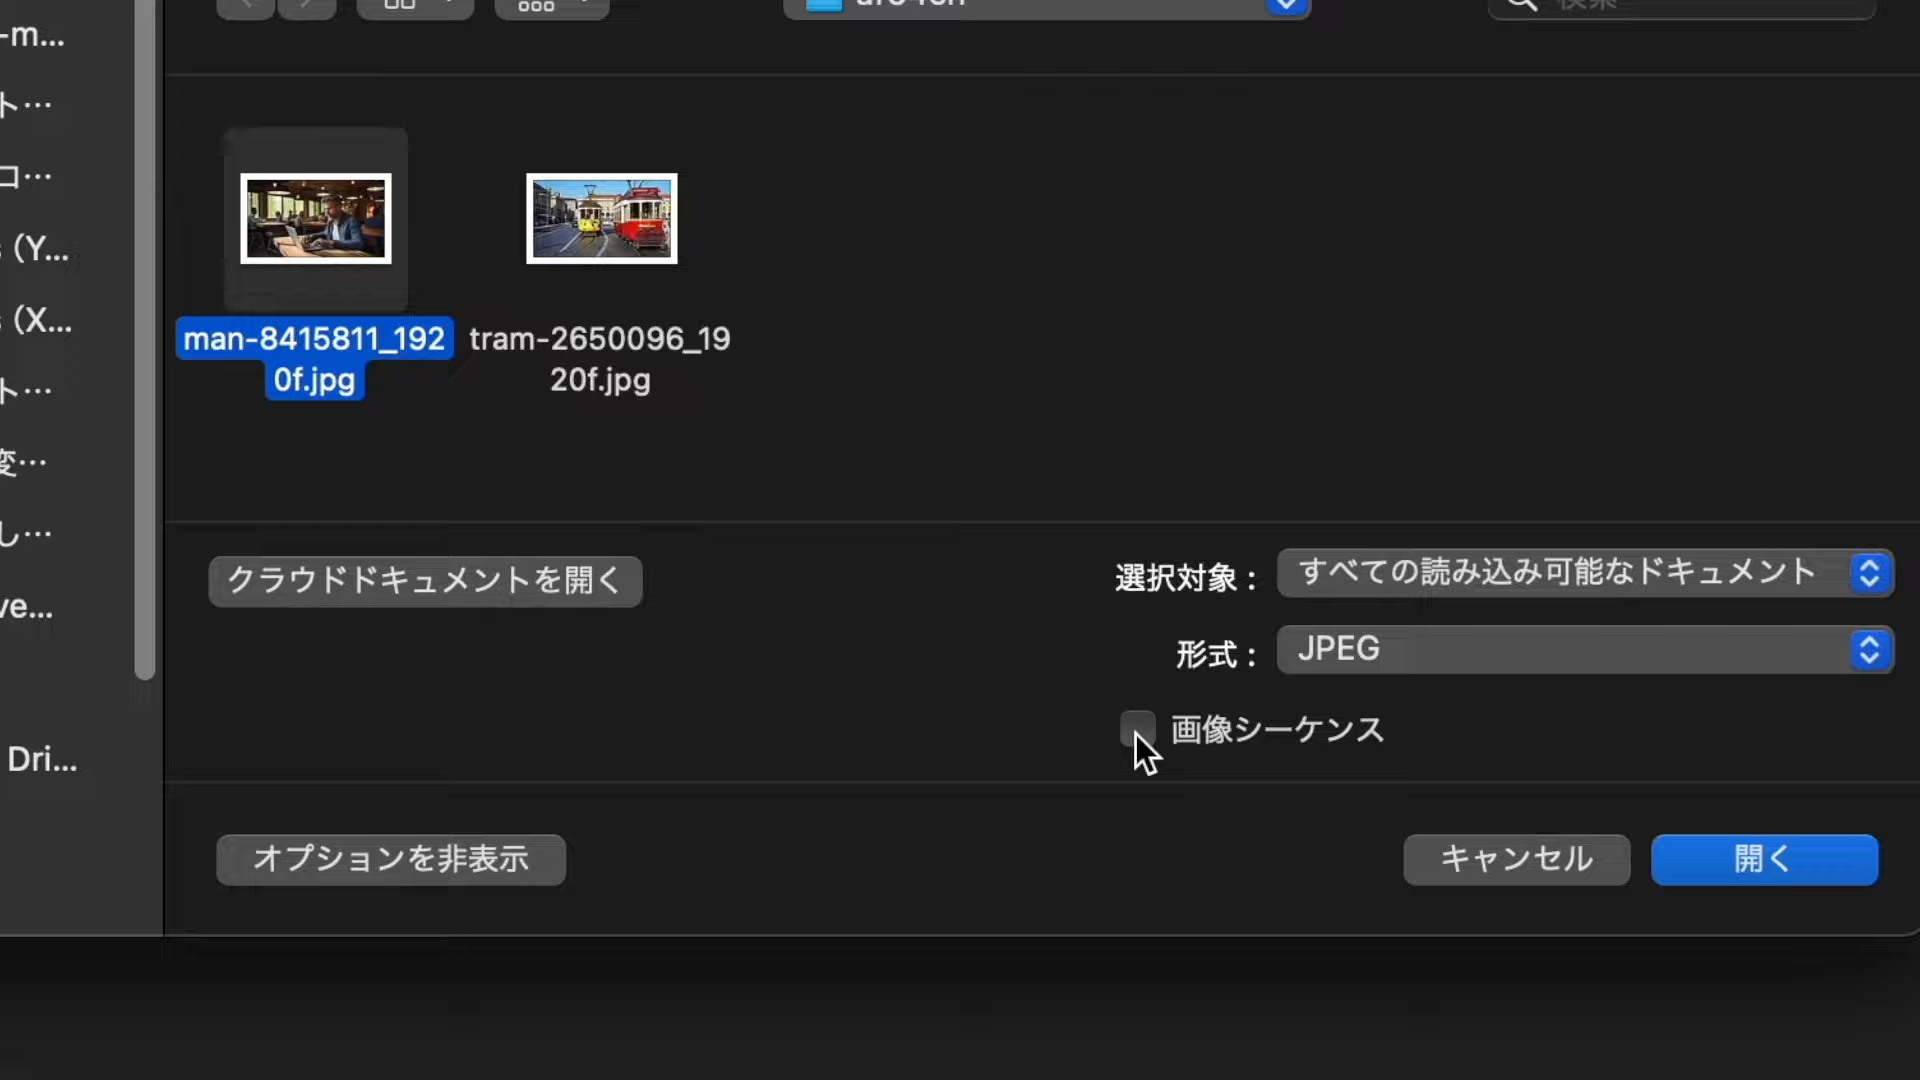 -m...
ト…
コ…
(Y...
(X...
ト…
変…
し…
ve...
Dri...
検索
man-8415811_192
0f.jpg
tram-2650096_19
20f.jpg
クラウドドキュメントを開く
選択対象：
すべての読み込み可能なドキュメント
形式：
JPEG
画像シーケンス
オプションを非表示
キャンセル
開く